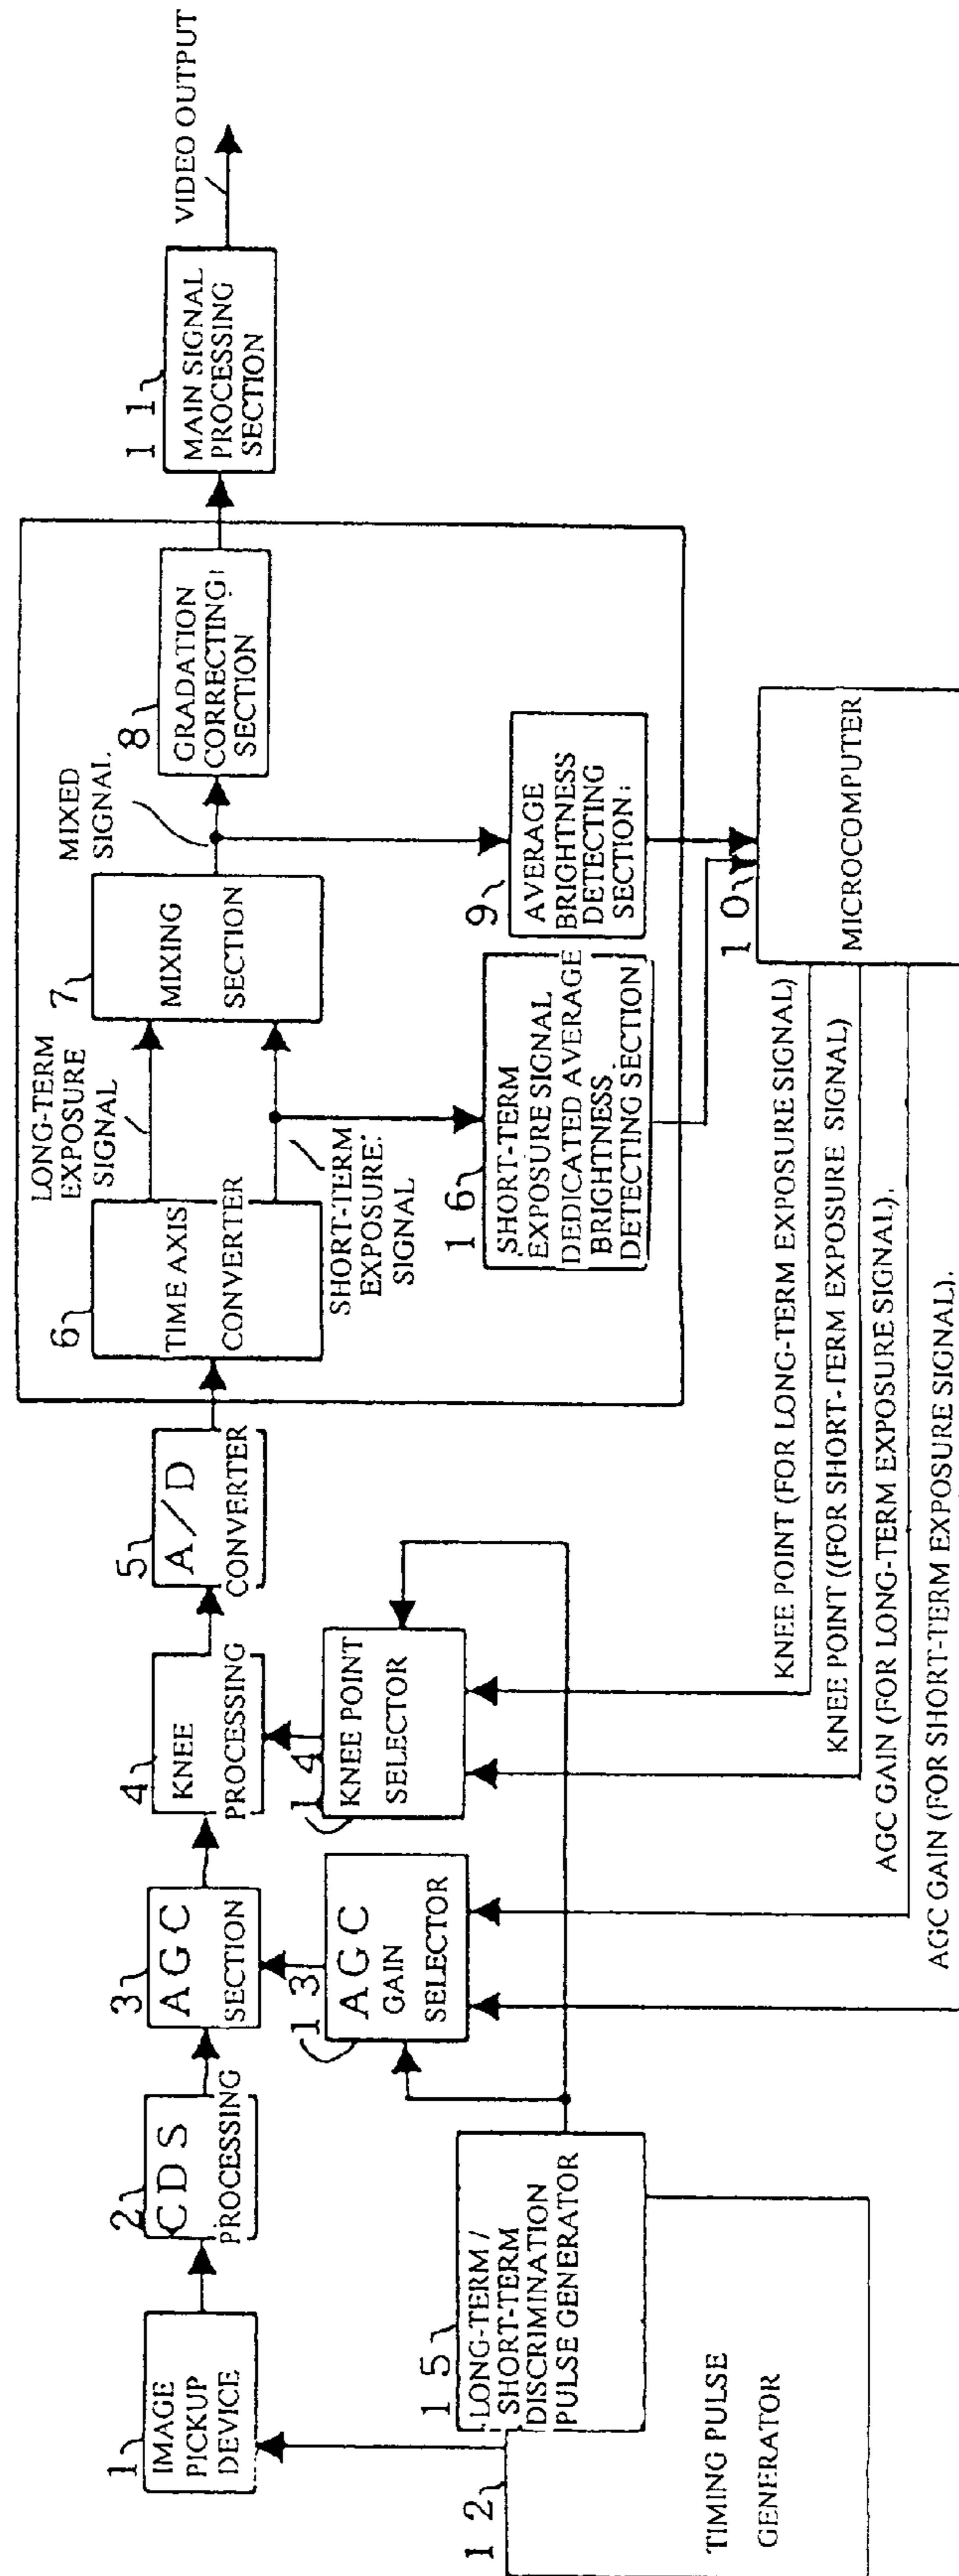 1
IMAGE
PICKUP
DEVICE
2
CDS
PROCESSING
3
AGC
SECTION
4
KNEE
PROCESSING
5
A/D
CONVERTER
6
TIME AXIS
CONVERTER
LONG-TERM
EXPOSURE
SIGNAL
SHORT-TERM
EXPOSURE.
SIGNAL
7
MIXING
SECTION
MIXED
SIGNAL
8
GRADATION
CORRECTING
SECTION
11
MAIN SIGNAL
PROCESSING
SECTION
VIDEO OUTPUT
12
TIMING PULSE
GENERATOR
15
LONG-TERM /
SHORT-TERM
DISCRIMINATION
PULSE GENERATOR
13
AGC
GAIN
SELECTOR
14
KNEE POINT
SELECTOR
16
SHORT-TERM
EXPOSURE SIGNAL
DEDICATED AVERAGE
BRIGHTNESS
DETECTING SECTION
9
AVERAGE
BRIGHTNESS
DETECTING
SECTION:
10
MICROCOMPUTER
KNEE POINT (FOR LONG-TERM EXPOSURE SIGNAL)
KNEE POINT ((FOR SHORT-TERM EXPOSURE SIGNAL)
AGC GAIN (FOR LONG-TERM EXPOSURE SIGNAL).
AGC GAIN (FOR SHORT-TERM EXPOSURE SIGNAL).